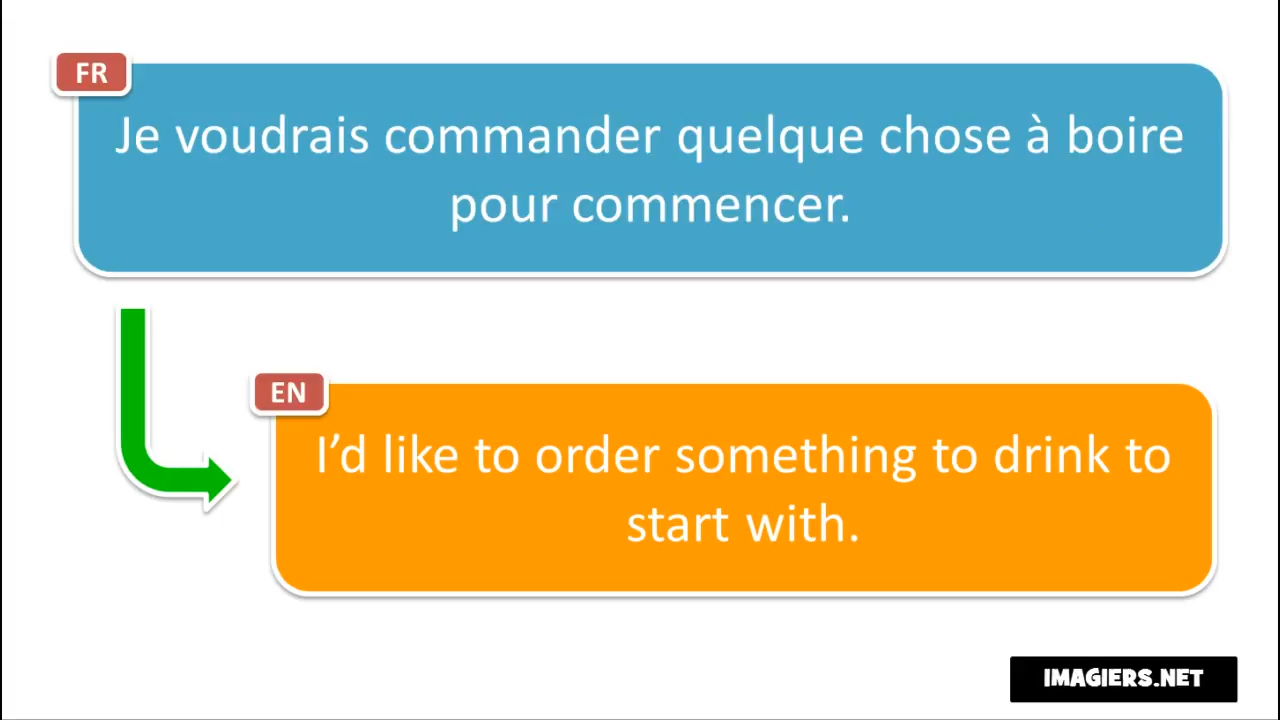 FR
Je voudrais commander quelque chose à boire
pour commencer.
EN
I’d like to order something to drink to
start with.
IMAGIERS.NET